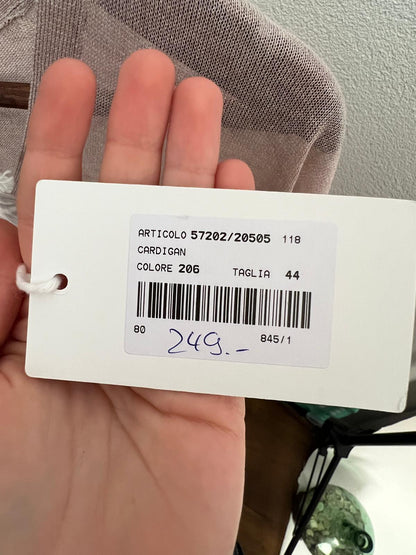 ARTICOLO 57202/20505 118
CARDIGAN
COLORE 206 TAGLIA 44
80 845/1
249.-